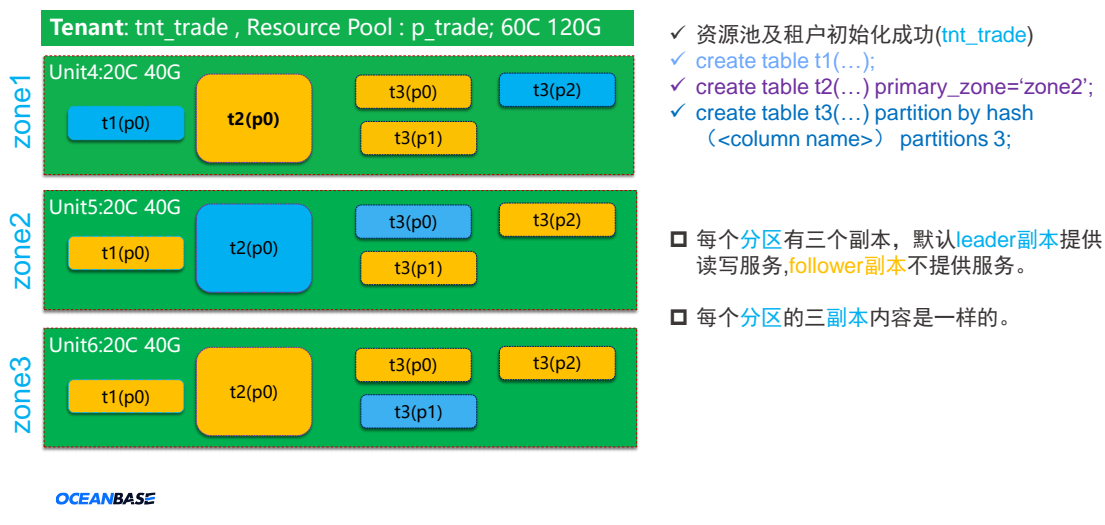 Tenant: tnt_trade , Resource Pool : p_trade; 60C 120G
zone1
Unit4:20C 40G
t1(p0)
t2(p0)
t3(p0)
t3(p1)
t3(p2)
zone2
Unit5:20C 40G
t1(p0)
t2(p0)
t3(p0)
t3(p1)
t3(p2)
zone3
Unit6:20C 40G
t1(p0)
t2(p0)
t3(p0)
t3(p1)
t3(p2)
✓ 资源池及租户初始化成功(tnt_trade)
✓ create table t1(…);
✓ create table t2(…) primary_zone=‘zone2’;
✓ create table t3(…) partition by hash
（<column name>） partitions 3;
每个分区有三个副本，默认leader副本提供
读写服务,follower副本不提供服务。
每个分区的三副本内容是一样的。
OCEANBASE